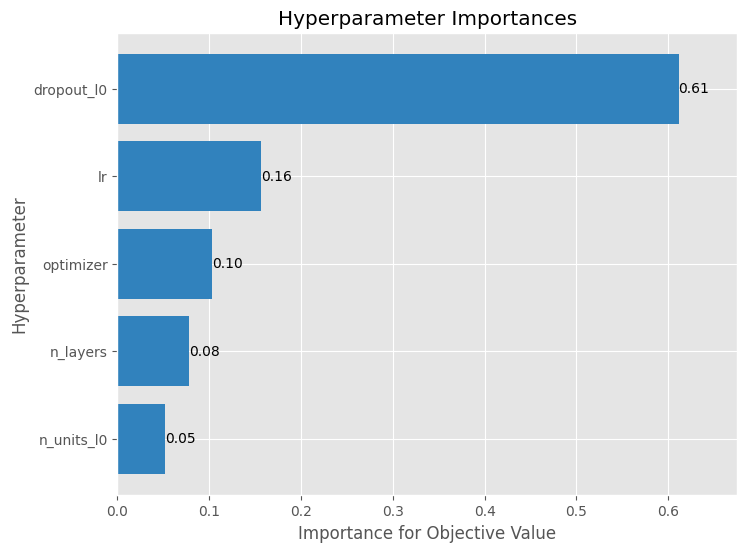 Hyperparameter Importances
Hyperparameter
dropout_l0
0.61
lr
0.16
optimizer
0.10
n_layers
0.08
n_units_l0
0.05
0.0 0.1 0.2 0.3 0.4 0.5 0.6
Importance for Objective Value